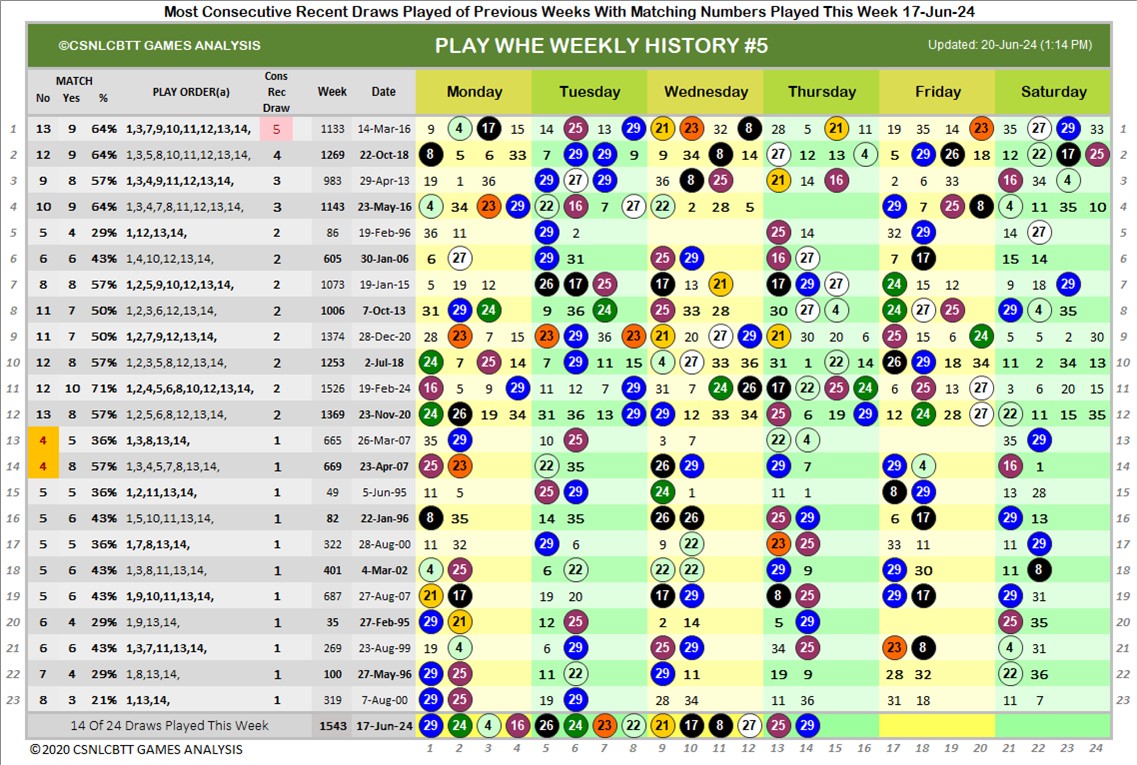 Most Consecutive Recent Draws Played of Previous Weeks With Matching Numbers Played This Week 17-Jun-24
©CSNLCBTT GAMES ANALYSIS PLAY WHE WEEKLY HISTORY #5 Updated: 20-Jun-24 (1:14 PM)
MATCH Cons
No Yes % PLAY ORDER(a) Rec Draw Week Date Monday Tuesday Wednesday Thursday Friday Saturday
1 13 9 64% 1,3,7,9,10,11,12,13,14, 5 1133 14-Mar-16 9 4 17 15 14 25 13 29 21 23 32 8 28 5 21 11 19 35 14 23 35 27 29 33 1
2 12 9 64% 1,3,5,8,10,11,12,13,14, 4 1269 22-Oct-18 8 5 6 33 7 29 29 9 9 34 8 14 27 12 13 4 5 29 26 18 12 22 17 25 2
3 9 8 57% 1,3,4,9,11,12,13,14, 3 983 29-Apr-13 19 1 36 29 27 29 36 8 25 21 14 16 2 6 33 16 34 4 3
4 10 9 64% 1,3,4,7,8,11,12,13,14, 3 1143 23-May-16 4 34 23 29 22 16 7 27 22 2 28 5 29 7 25 8 4 11 35 10 4
5 5 4 29% 1,12,13,14, 2 86 19-Feb-96 36 11 29 2 25 14 32 29 14 27 5
6 6 6 43% 1,4,10,12,13,14, 2 605 30-Jan-06 6 27 29 31 25 29 16 27 7 17 15 14 6
7 8 8 57% 1,2,5,9,10,12,13,14, 2 1073 19-Jan-15 5 19 12 26 17 25 17 13 21 17 29 27 24 15 12 9 18 29 7
8 11 7 50% 1,2,3,6,12,13,14, 2 1006 7-Oct-13 31 29 24 9 36 24 25 33 28 30 27 4 24 27 25 29 4 35 8
9 11 7 50% 1,2,7,9,12,13,14, 2 1374 28-Dec-20 28 23 7 15 23 29 36 23 21 20 27 29 21 30 20 6 25 15 6 24 5 5 2 30 9
10 12 8 57% 1,2,3,5,8,12,13,14, 2 1253 2-Jul-18 24 7 25 14 7 29 11 15 4 27 33 36 31 1 22 14 26 29 18 34 11 2 34 13 10
11 12 10 71% 1,2,4,5,6,8,10,12,13,14, 2 1526 19-Feb-24 16 5 9 29 11 12 7 29 31 7 24 26 17 22 25 24 6 25 13 27 3 6 20 15 11
12 13 8 57% 1,2,5,6,8,12,13,14, 2 1369 23-Nov-20 24 26 19 34 31 36 13 29 29 12 33 34 25 6 19 29 12 24 28 27 22 11 15 35 12
13 4 5 36% 1,3,8,13,14, 1 665 26-Mar-07 35 29 10 25 3 7 22 4 35 29 13
14 4 8 57% 1,3,4,5,7,8,13,14, 1 669 23-Apr-07 25 23 22 35 26 29 29 7 29 4 16 1 14
15 5 5 36% 1,2,11,13,14, 1 49 5-Jun-95 11 5 25 29 24 1 11 1 8 29 13 28 15
16 5 6 43% 1,5,10,11,13,14, 1 82 22-Jan-96 8 35 14 35 26 26 25 29 6 17 29 13 16
17 5 5 36% 1,7,8,13,14, 1 322 28-Aug-00 11 32 29 6 9 22 23 25 33 11 11 29 17
18 5 6 43% 1,3,8,11,13,14, 1 401 4-Mar-02 4 25 6 22 22 22 29 9 29 30 11 8 18
19 5 6 43% 1,9,10,11,13,14, 1 687 27-Aug-07 21 17 19 20 17 29 8 25 29 17 29 31 19
20 6 4 29% 1,9,13,14, 1 35 27-Feb-95 29 21 12 25 2 14 5 29 25 35 20
21 6 6 43% 1,3,7,11,13,14, 1 269 23-Aug-99 19 4 6 29 25 29 34 25 23 8 4 31 21
22 7 4 29% 1,8,13,14, 1 100 27-May-96 29 25 11 22 29 11 19 9 28 32 22 36 22
23 8 3 21% 1,13,14, 1 319 7-Aug-00 29 25 19 29 28 34 11 36 31 18 11 7 23
14 Of 24 Draws Played This Week 1543 17-Jun-24 29 24 4 16 26 24 23 22 21 17 8 27 25 29
©2020 CSNLCBTT GAMES ANALYSIS 1 2 3 4 5 6 7 8 9 10 11 12 13 14 15 16 17 18 19 20 21 22 23 24